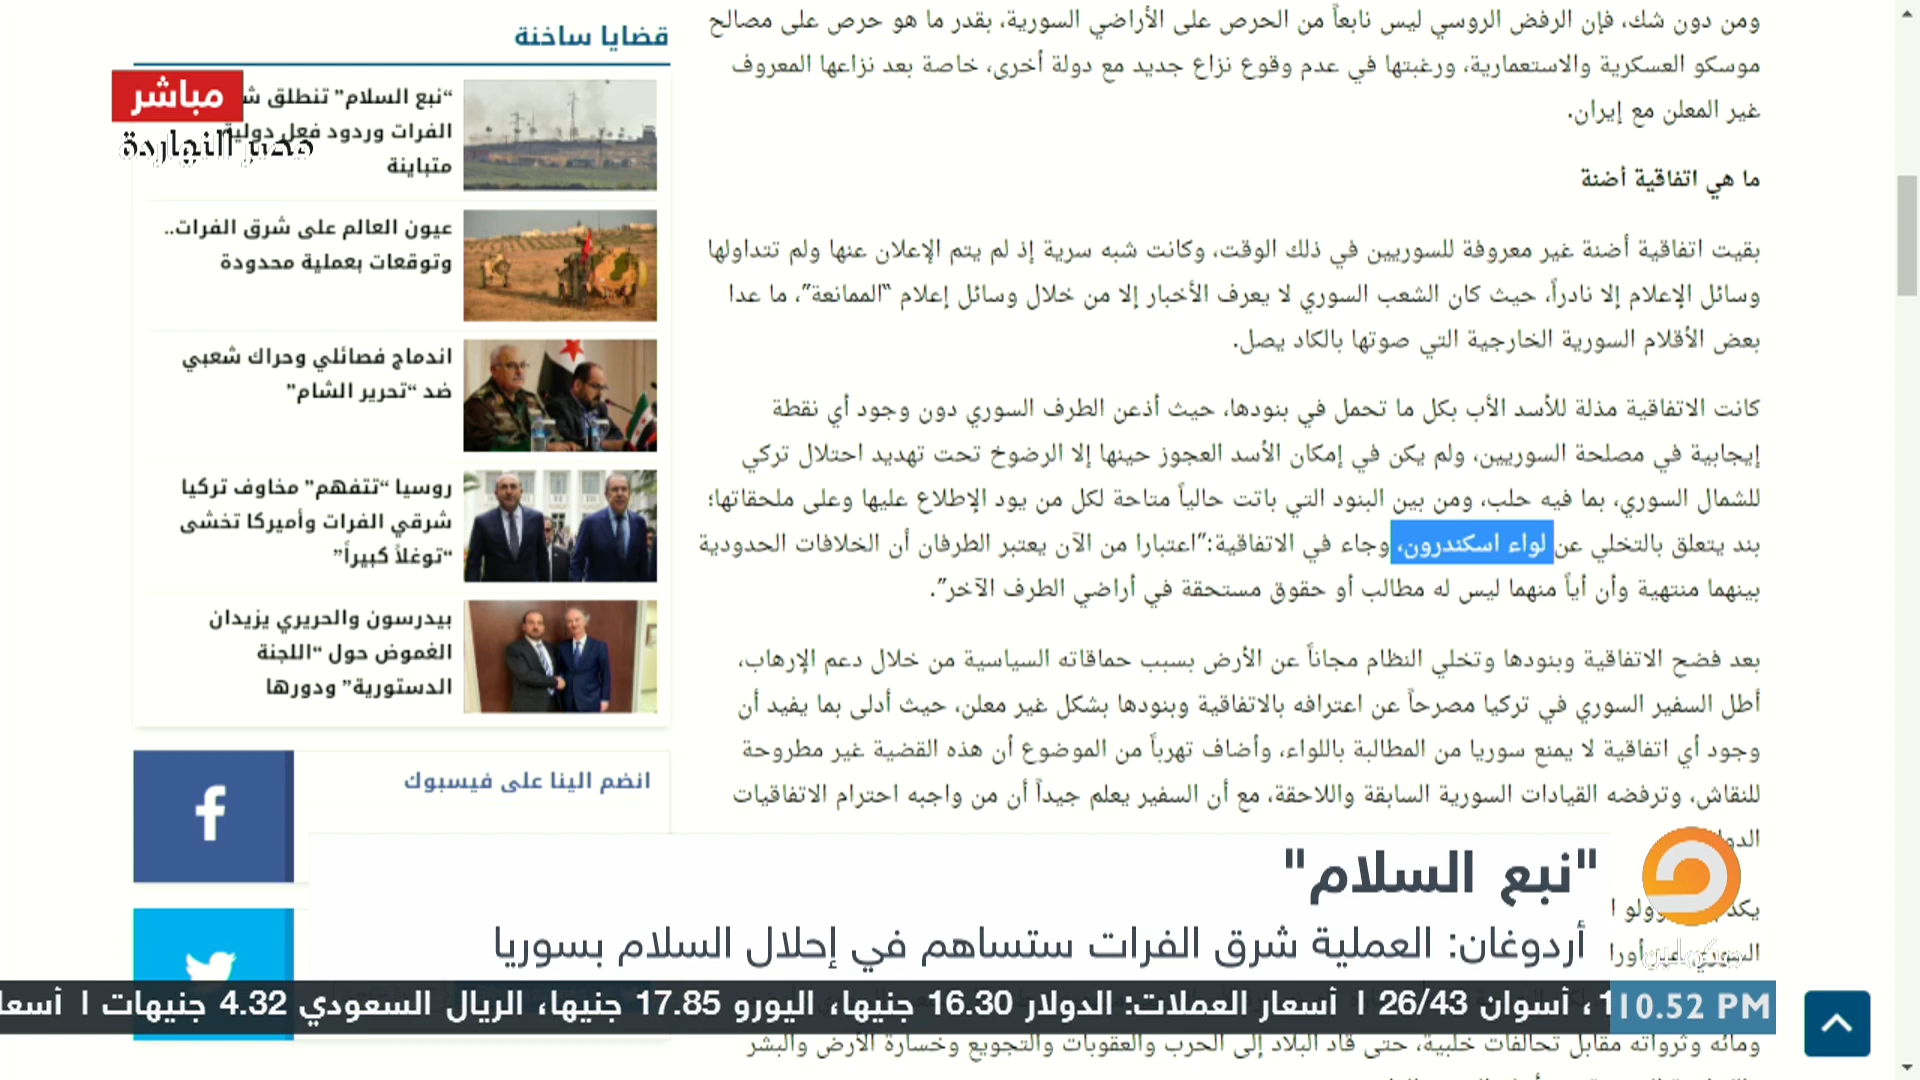 ومن دون شك، فإن الرفض الروسي ليس نابعاً من الحرص على الأراضي السورية، بقدر ما هو حرص على مصالح
موسكو العسكرية والاستعمارية، ورغبتها في عدم وقوع نزاع جديد مع دولة أخرى، خاصة بعد نزاعها المعروف
غير المعلن مع إيران.
ما هي اتفاقية أضنة
بقيت اتفاقية أضنة غير معروفة للسوريين في ذلك الوقت، وكانت شبه سرية إذ لم يتم الإعلان عنها ولم تتداولها
وسائل الإعلام إلا نادراً، حيث كان الشعب السوري لا يعرف الأخبار إلا من خلال وسائل إعلام “الممانعة”، ما عدا
بعض الأقلام السورية الخارجية التي صوتها بالكاد يصل.
كانت الاتفاقية مذلة للأسد الأب بكل ما تحمل في بنودها، حيث أذعن الطرف السوري دون وجود أي نقطة
إيجابية في مصلحة السوريين، ولم يكن في إمكان الأسد العجوز حينها إلا الرضوخ تحت تهديد احتلال تركي
للشمال السوري، بما فيه حلب، ومن بين البنود التي باتت حالياً متاحة لكل من يود الإطلاع عليها وعلى ملحقاتها؛
بند يتعلق بالتخلي عن لواء اسكندرون، وجاء في الاتفاقية:”اعتبارا من الآن يعتبر الطرفان أن الخلافات الحدودية
بينهما منتهية وأن أياً منهما ليس له مطالب أو حقوق مستحقة في أراضي الطرف الآخر”.
بعد فضح الاتفاقية وبنودها وتخلي النظام مجاناً عن الأرض بسبب حماقاته السياسية من خلال دعم الإرهاب،
أطل السفير السوري في تركيا مصرحاً عن اعترافه بالاتفاقية وبنودها بشكل غير معلن، حيث أدلى بما يفيد أن
وجود أي اتفاقية لا يمنع سوريا من المطالبة باللواء، وأضاف تهرباً من الموضوع أن هذه القضية غير مطروحة
للنقاش، وترفضه القيادات السورية السابقة واللاحقة، مع أن السفير يعلم جيداً أن من واجبه احترام الاتفاقيات
ومائه وثرواته مقابل تحالفات خلبية، حتى قاد البلاد إلى الحرب والعقوبات والتجويع وخسارة الأرض والبشر
قضايا ساخنة
“نبع السلام” تنطلق
الفرات وردود فعل دولية
متباينة
عيون العالم على شرق الفرات..
وتوقعات بعملية محدودة
اندماج فصائلي وحراك شعبي
ضد “تحرير الشام”
روسيا “تتفهم” مخاوف تركيا
شرقي الفرات وأميركا تخشى
“توغلاً كبيراً”
بيدرسون والحريري يزيدان
الغموض حول “اللجنة
الدستورية” ودورها
انضم الينا على فيسبوك
مباشر
مصر النهاردة
"نبع السلام"
أردوغان: العملية شرق الفرات ستساهم في إحلال السلام بسوريا
مكملين
10.52 PM
، أسوان 26/43 | أسعار العملات: الدولار 16.30 جنيها، اليورو 17.85 جنيها، الريال السعودي 4.32 جنيهات |